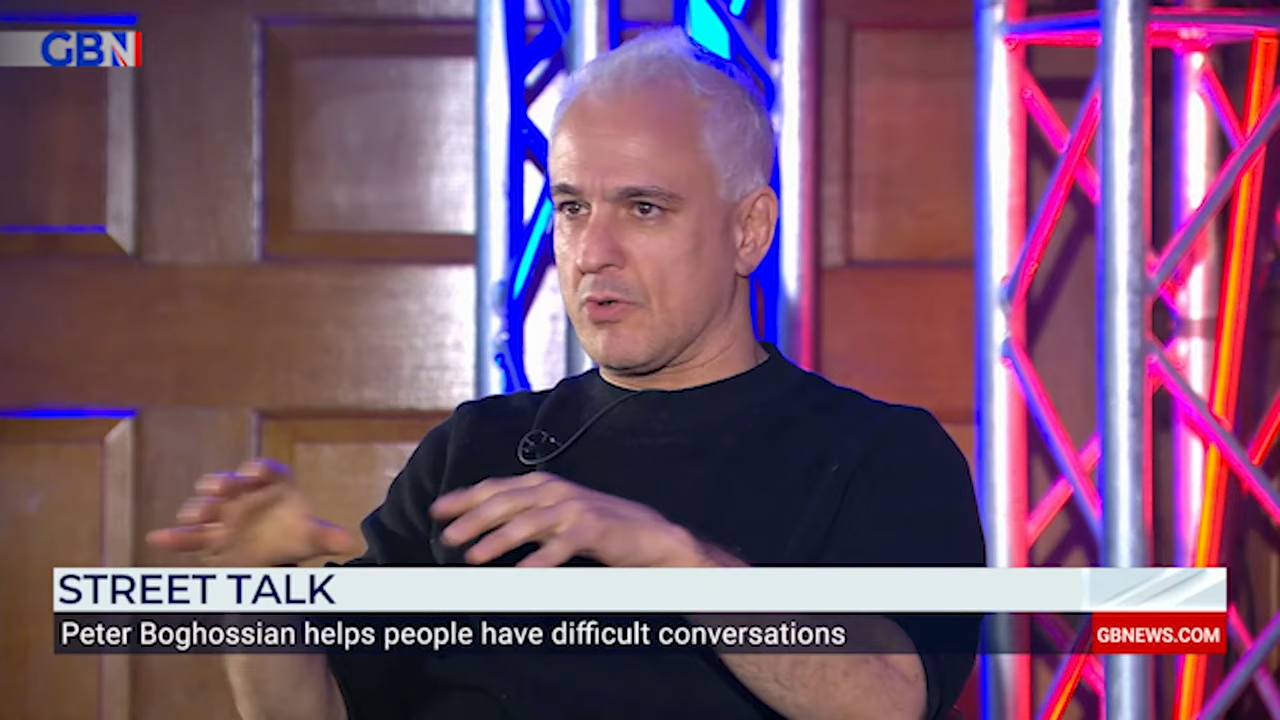 GBN
STREET TALK
Peter Boghossian helps people have difficult conversations
GBNEWS.COM